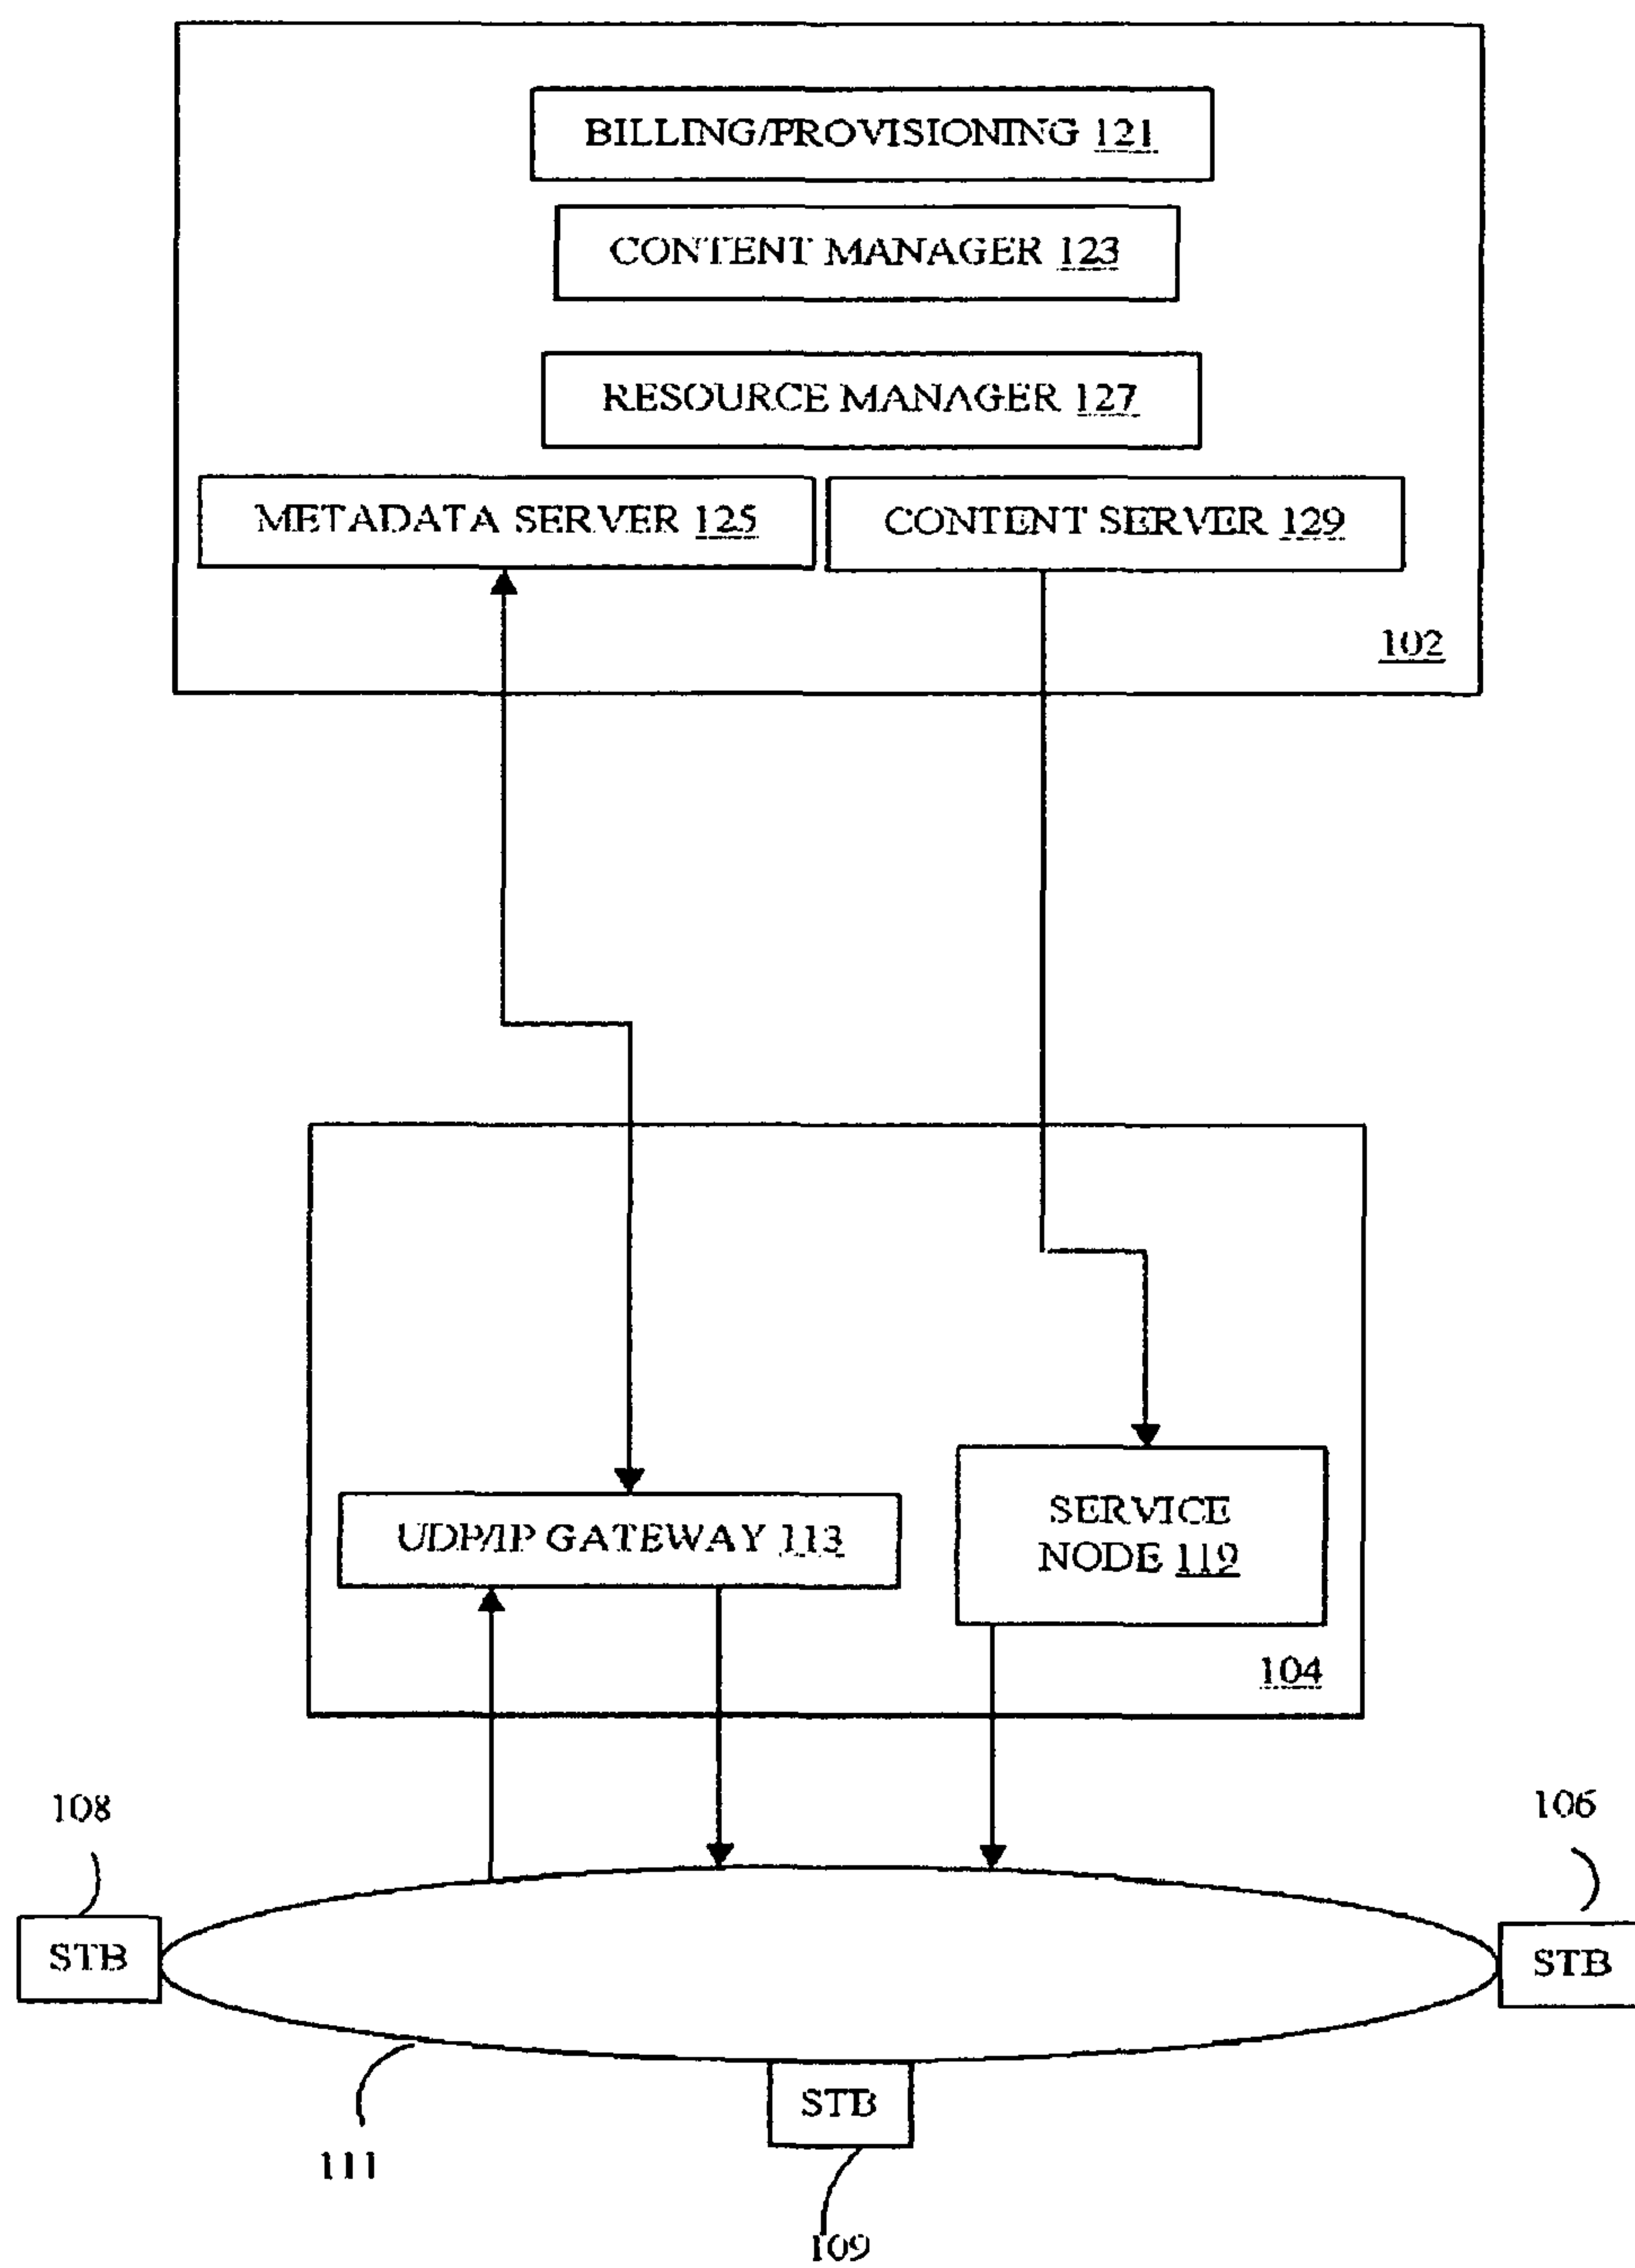 BILLING/PROVISIONING 121
CONTENT MANAGER 123
RESOURCE MANAGER 127
METADATA SERVER 125
CONTENT SERVER 129
102
UDP/IP GATEWAY 113
SERVICE
NODE 119
104
108
106
STB
STB
STB
111
109